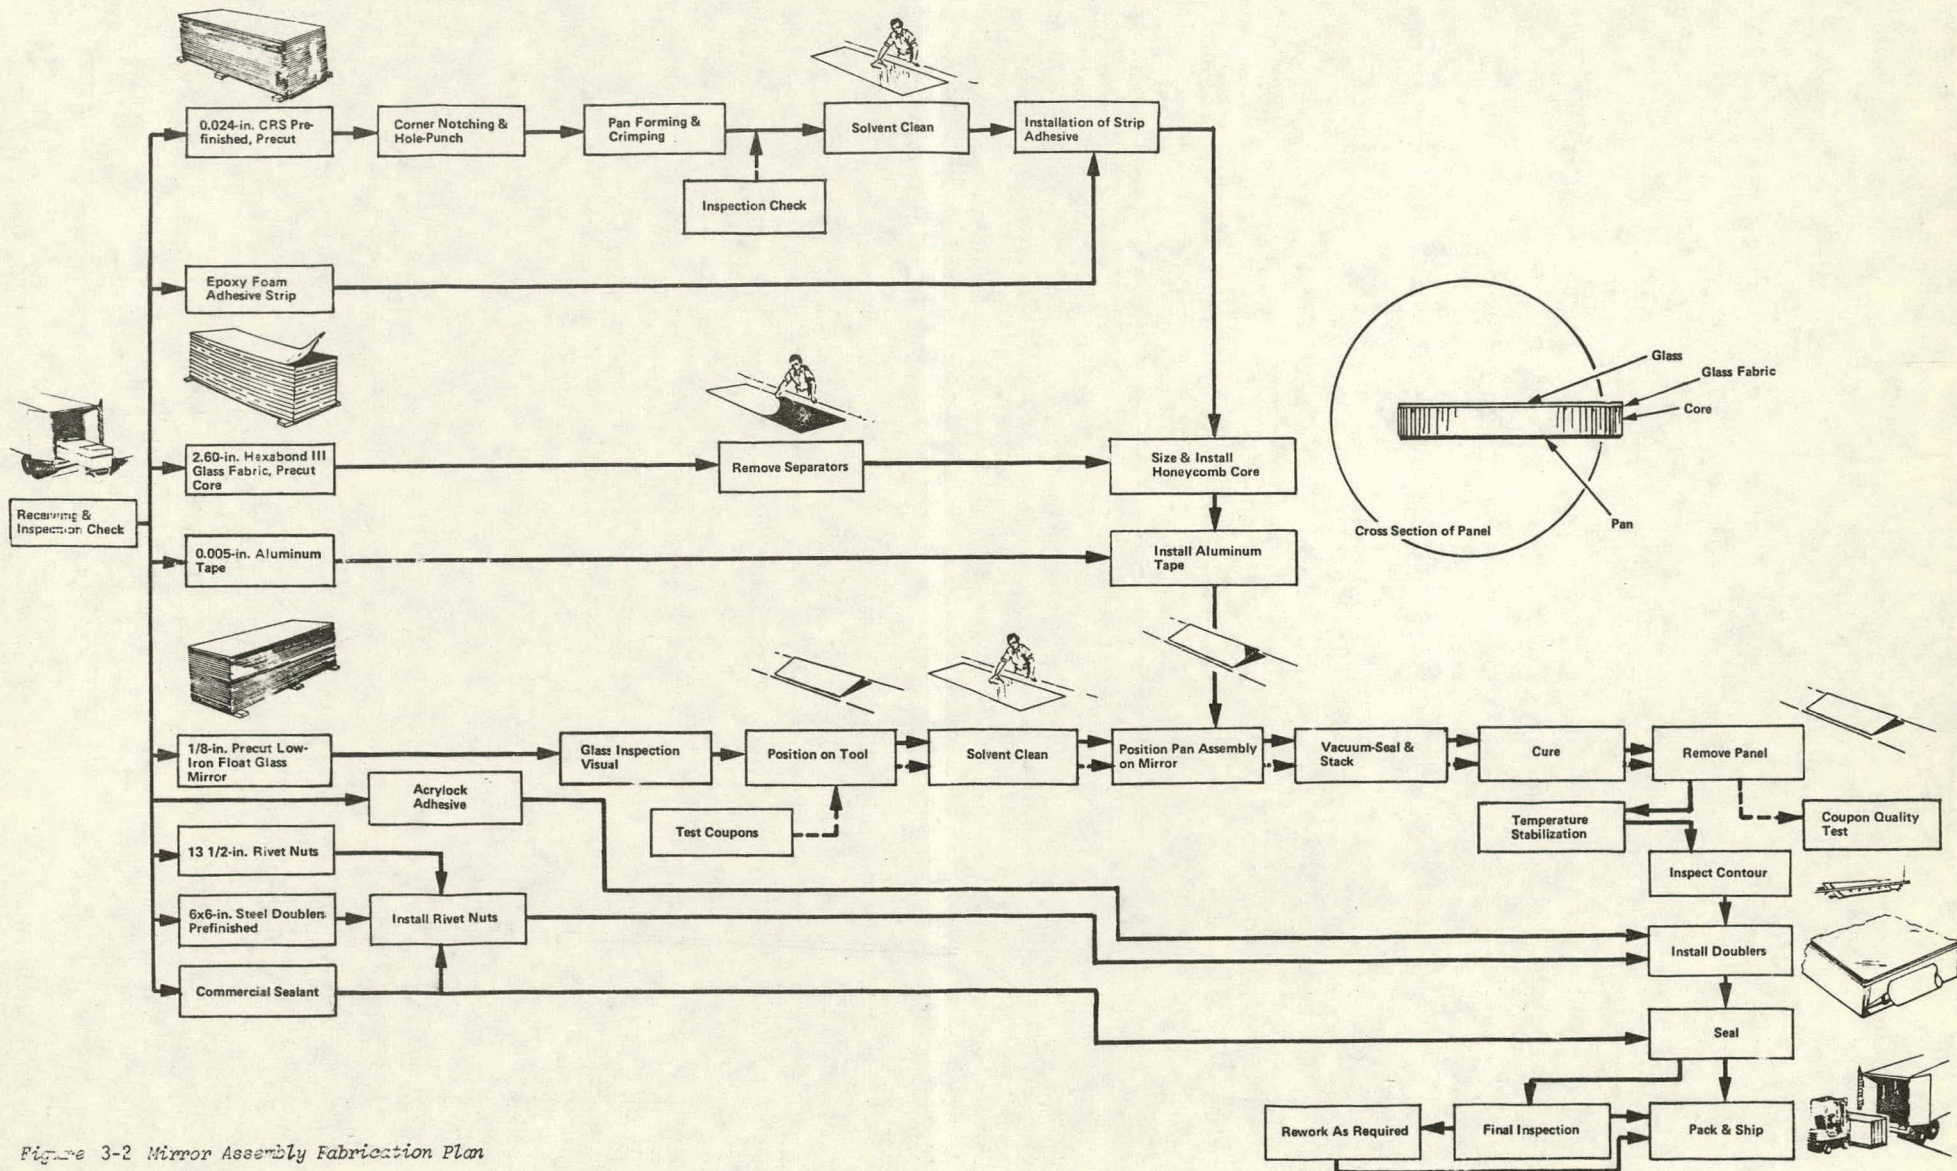 0.024-in. CRS Pre-
finished, Precut
Corner Notching &
Hole-Punch
Pan Forming &
Crimping
Solvent Clean
Installation of Strip
Adhesive
Inspection Check
Epoxy Foam
Adhesive Strip
Receiving &
Inspection Check
2.60-in. Hexabond III
Glass Fabric, Precut
Core
Remove Separators
Size & Install
Honeycomb Core
0.005-in. Aluminum
Tape
Install Aluminum
Tape
Glass
Glass Fabric
Core
Pan
Cross Section of Panel
1/8-in. Precut Low-
Iron Float Glass
Mirror
Glass Inspection
Visual
Position on Tool
Solvent Clean
Position Pan Assembly
on Mirror
Vacuum-Seal &
Stack
Cure
Remove Panel
Acrylock
Adhesive
Test Coupons
Temperature
Stabilization
Coupon Quality
Test
13 1/2-in. Rivet Nuts
Inspect Contour
6x6-in. Steel Doublers
Prefinished
Install Rivet Nuts
Install Doublers
Commercial Sealant
Seal
Rework As Required
Final Inspection
Pack & Ship
Figure 3-2 Mirror Assembly Fabrication Plan